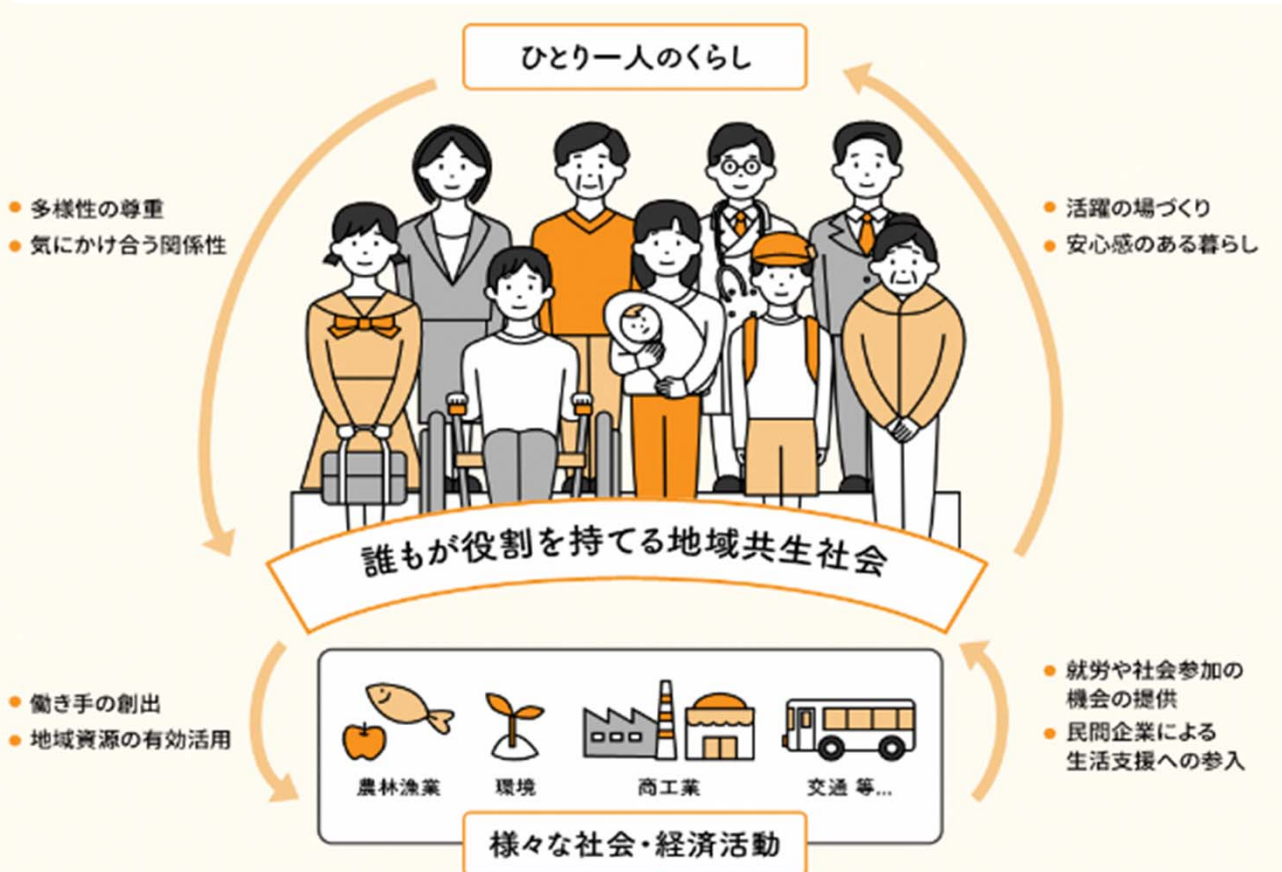 ひとり一人のくらし
多様性の尊重
気にかけ合う関係性
活躍の場づくり
安心感のある暮らし
誰もが役割を持てる地域共生社会
働き手の創出
地域資源の有効活用
就労や社会参加の
機会の提供
民間企業による
生活支援への参入
農林漁業
環境
商工業
交通 等...
様々な社会・経済活動